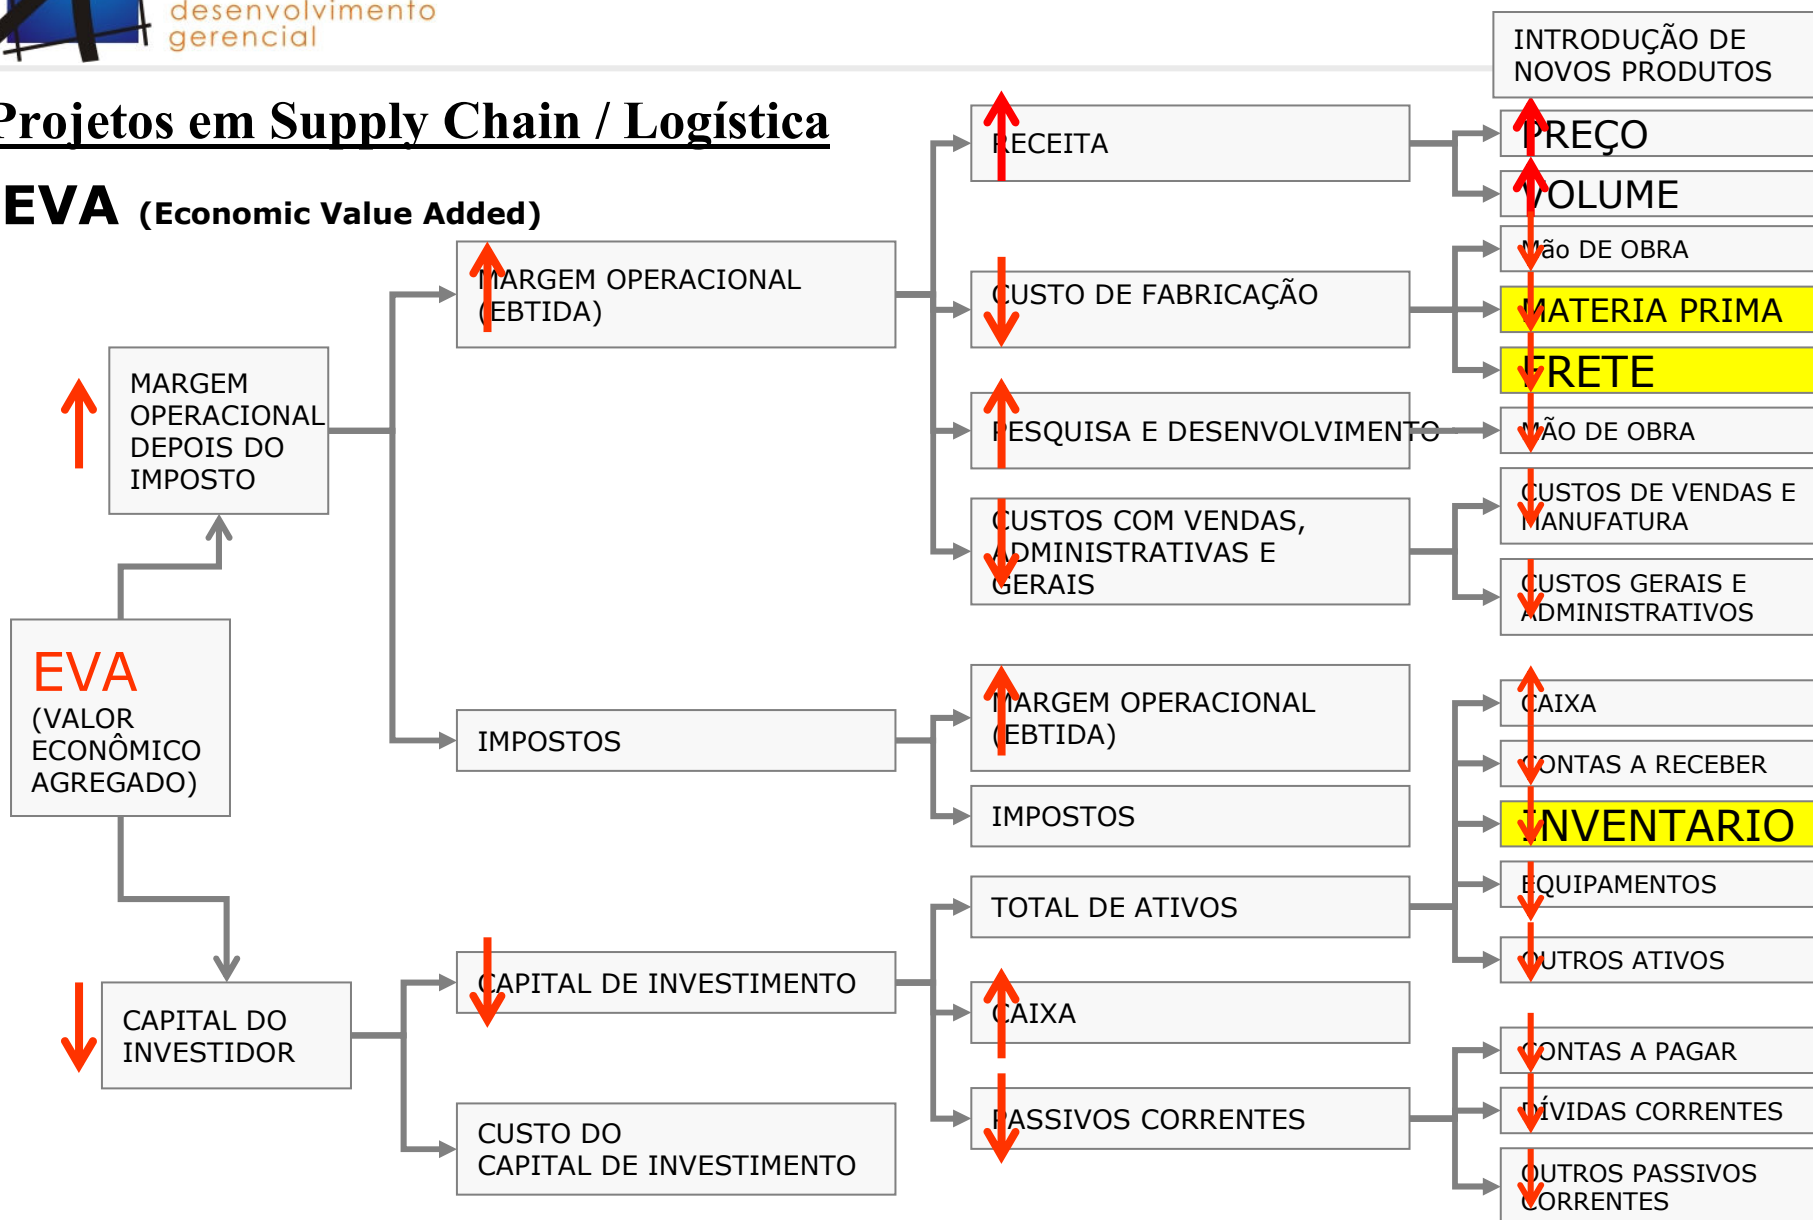 desenvolvimento
gerencial
Projetos em Supply Chain / Logística
EVA (Economic Value Added)
EVA
(VALOR
ECONÔMICO
AGREGADO)
MARGEM
OPERACIONAL
DEPOIS DO
IMPOSTO
CAPITAL DO
INVESTIDOR
MARGEM OPERACIONAL
(EBTIDA)
IMPOSTOS
CAPITAL DE INVESTIMENTO
CUSTO DO
CAPITAL DE INVESTIMENTO
RECEITA
CUSTO DE FABRICAÇÃO
PESQUISA E DESENVOLVIMENTO
CUSTOS COM VENDAS,
ADMINISTRATIVAS E
GERAIS
MARGEM OPERACIONAL
(EBTIDA)
IMPOSTOS
TOTAL DE ATIVOS
CAIXA
PASSIVOS CORRENTES
INTRODUÇÃO DE
NOVOS PRODUTOS
PREÇO
VOLUME
Mão DE OBRA
MATERIA PRIMA
FRETE
MÃO DE OBRA
CUSTOS DE VENDAS E
MANUFATURA
CUSTOS GERAIS E
ADMINISTRATIVOS
CAIXA
CONTAS A RECEBER
INVENTARIO
EQUIPAMENTOS
OUTROS ATIVOS
CONTAS A PAGAR
DÍVIDAS CORRENTES
OUTROS PASSIVOS
CORRENTES